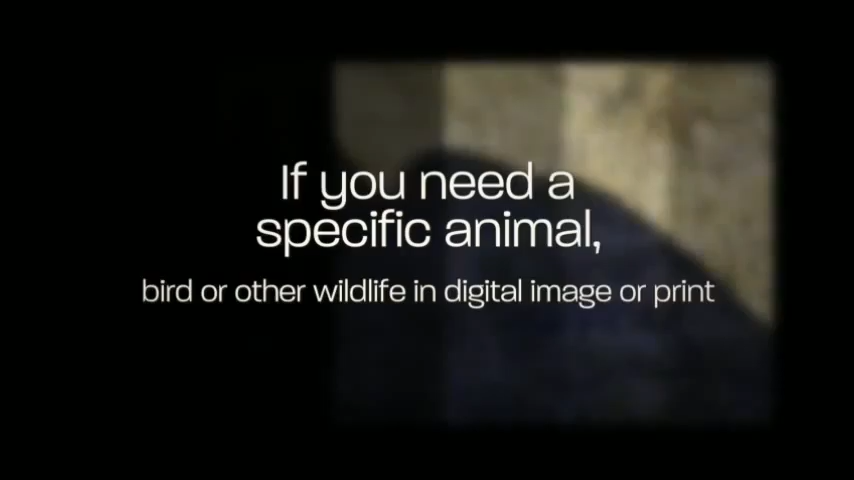 If you need a
specific animal,
bird or other wildlife in digital image or print